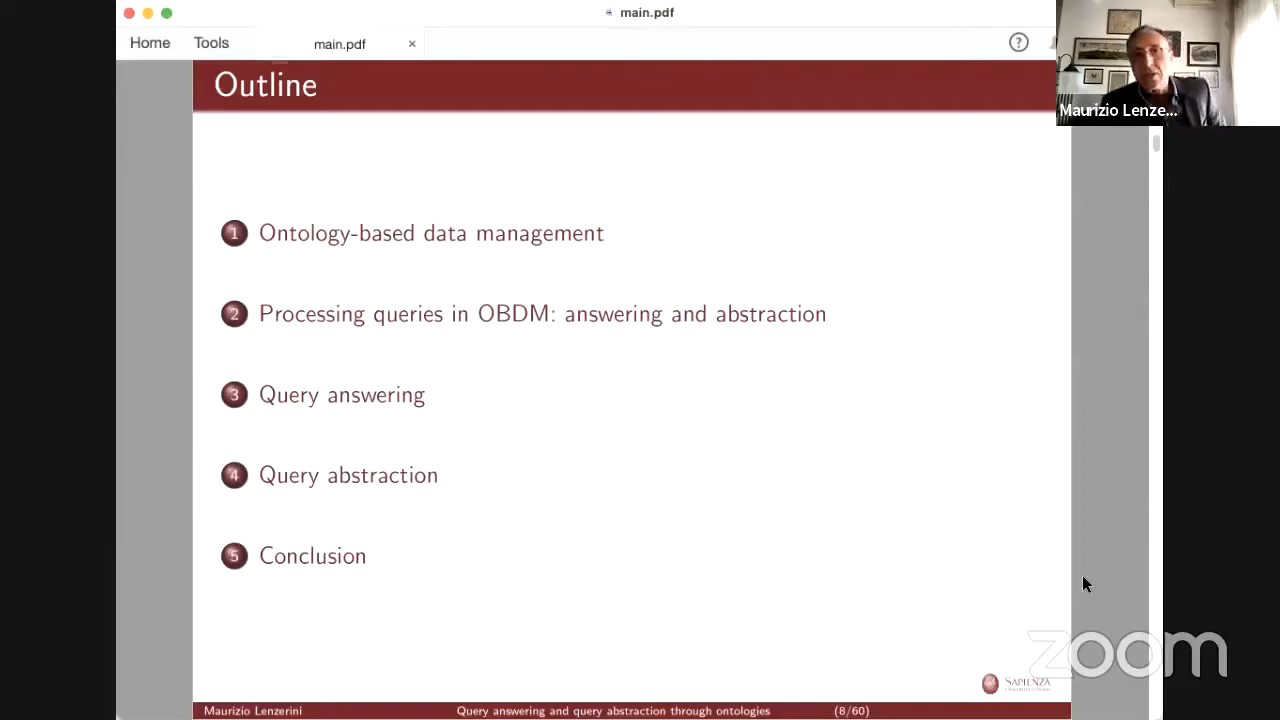 main.pdf
Home
Tools
main.pdf
×
?
Outline
Maurizio Lenze...
1 Ontology-based data management
2 Processing queries in OBDM: answering and abstraction
3 Query answering
4 Query abstraction
5 Conclusion
zoom
SAPIENZA
Maurizio Lenzerini
Query answering and query abstraction through ontologies
(8/60)